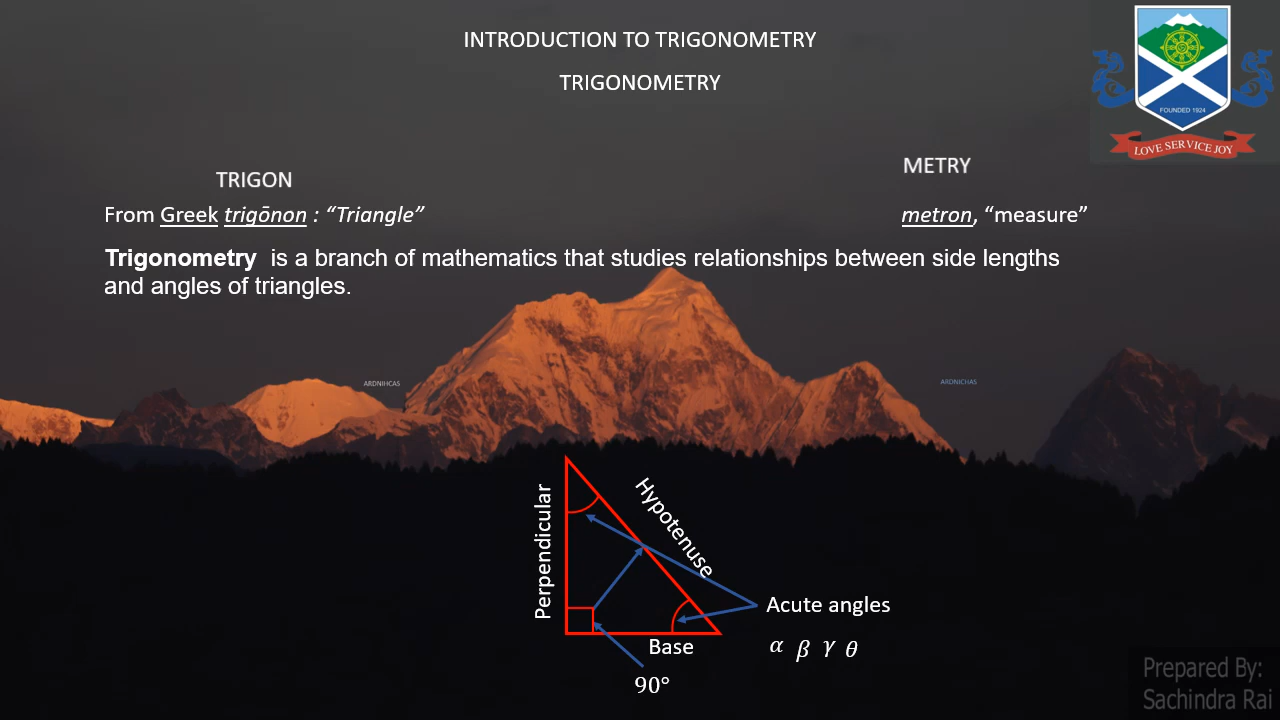 INTRODUCTION TO TRIGONOMETRY
TRIGONOMETRY
FOUNDED 1924
LOVE SERVICE JOY
TRIGON
METRY
From Greek trigōnon : “Triangle”
metron, “measure”
Trigonometry is a branch of mathematics that studies relationships between side lengths
and angles of triangles.
ARDNIHCAS
ARDNICHAS
Perpendicular
Hypotenuse
Acute angles
Base
α β γ θ
90°
Prepared By:
Sachindra Rai